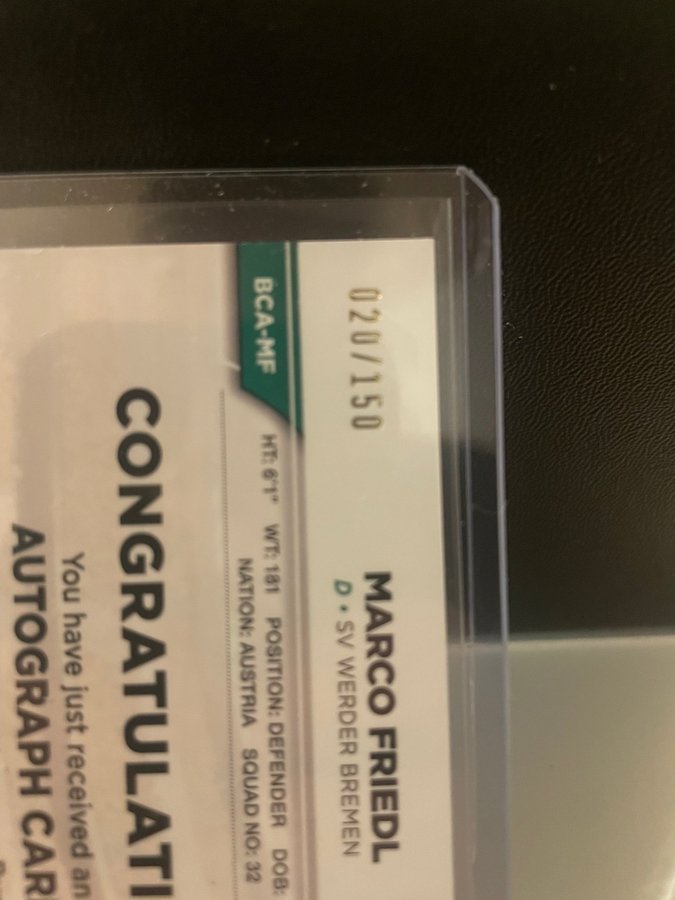 020/150
MARCO FRIEDL
D • SV WERDER BREMEN
BCA-MF
HT: 6'1" WT: 181 POSITION: DEFENDER DOB:
NATION: AUSTRIA SQUAD NO: 32
CONGRATULATI
You have just received an
AUTOGRAPH CAR